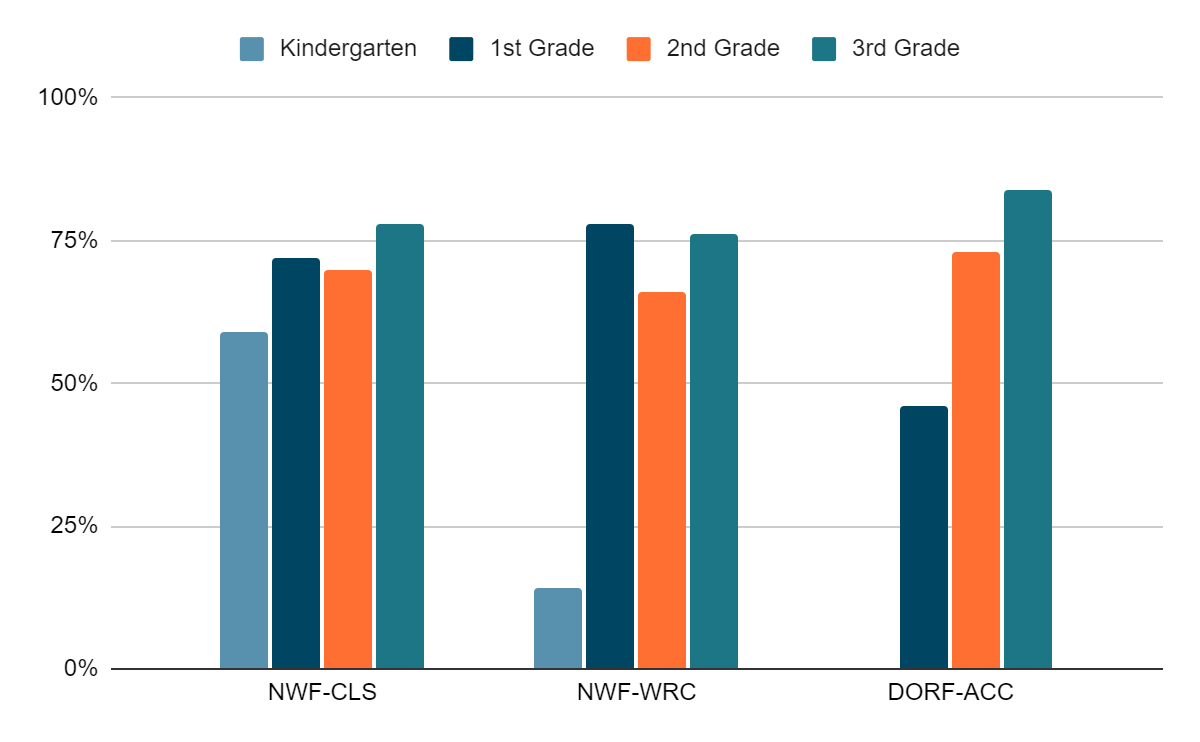 Kindergarten 1st Grade 2nd Grade 3rd Grade
100%
75%
50%
25%
0%
NWF-CLS NWF-WRC DORF-ACC